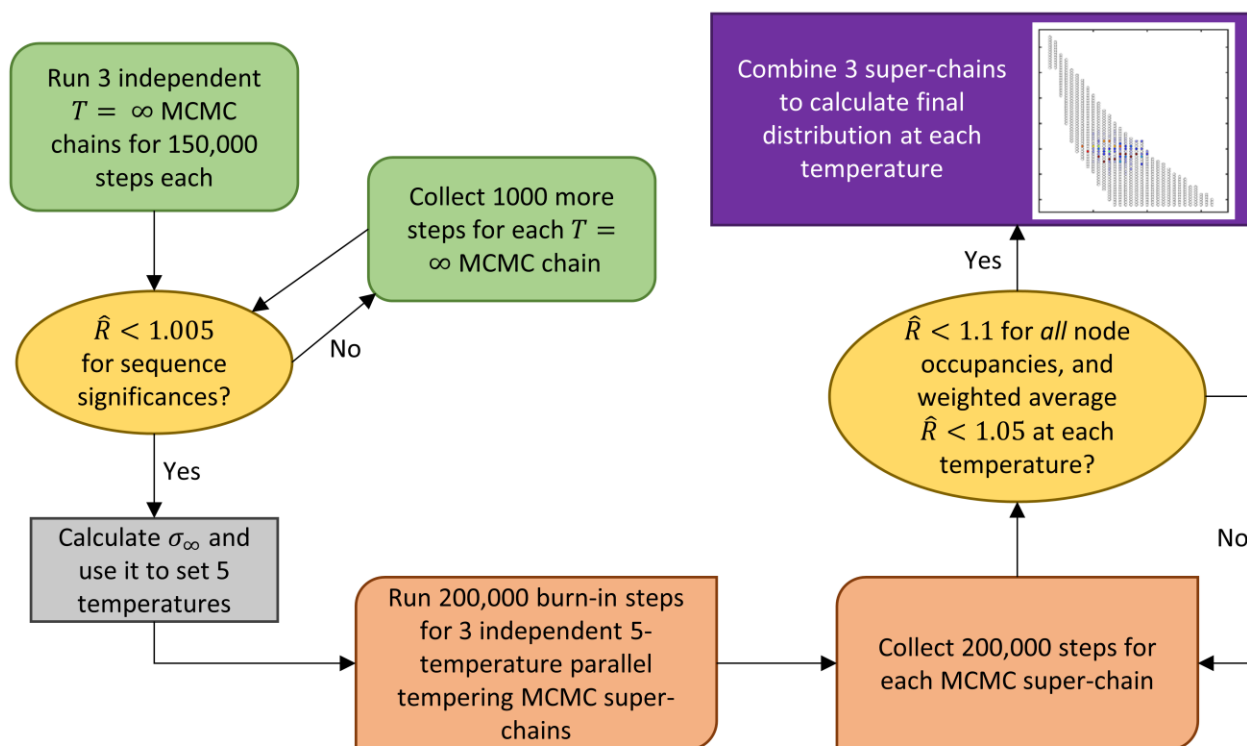 Run 3 independent
T = ∞ MCMC
chains for 150,000
steps each
Collect 1000 more
steps for each T =
∞ MCMC chain
R̂ < 1.005
for sequence
significances?
No
Yes
Calculate σ∞ and
use it to set 5
temperatures
Run 200,000 burn-in steps
for 3 independent 5-
temperature parallel
tempering MCMC super-
chains
Collect 200,000 steps for
each MCMC super-chain
R̂ < 1.1 for all node
occupancies, and
weighted average
R̂ < 1.05 at each
temperature?
No
Yes
Combine 3 super-chains
to calculate final
distribution at each
temperature